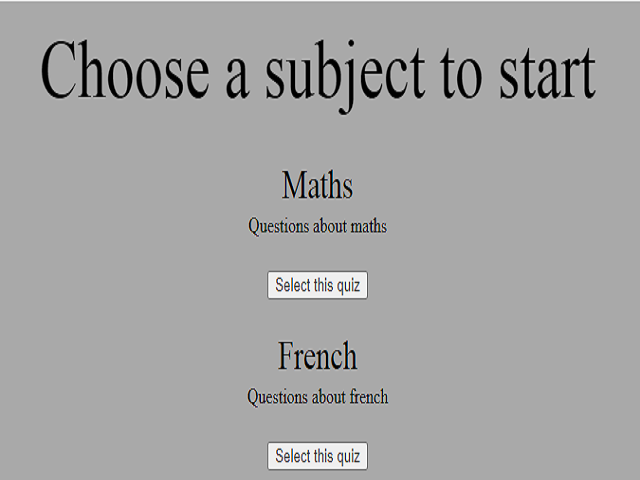 Choose a subject to start
Maths
Questions about maths
Select this quiz
French
Questions about french
Select this quiz